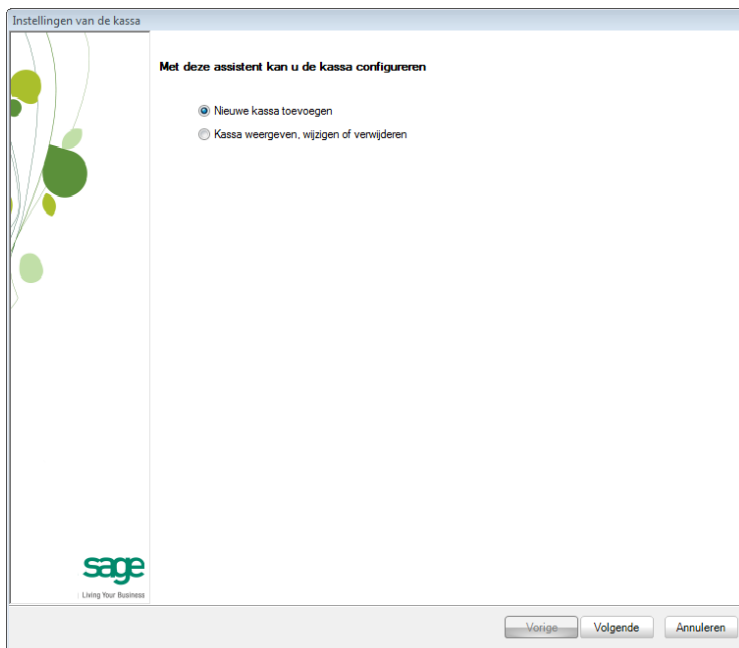 Instellingen van de kassa
Met deze assistent kan u de kassa configureren
Nieuwe kassa toevoegen
Kassa weergeven, wijzigen of verwijderen
sage
Living Your Business
Vorige Volgende Annuleren